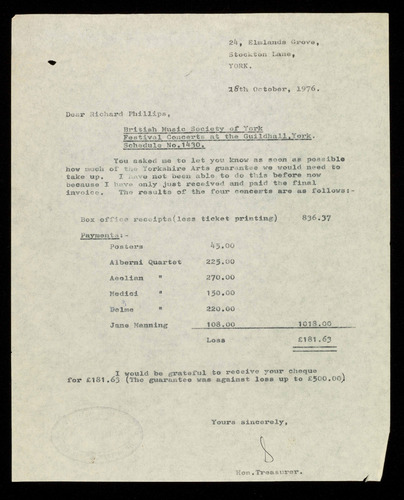 24, Elmlands Grove,
Stockton Lane,
YORK.
18th October, 1976.
Dear Richard Phillips,
British Music Society of York
Festival Concerts at the Guildhall, York.
Schedule No.1430.
You asked me to let you know as soon as possible
how much of the Yorkshire Arts guarantee we would need to
take up. I have not been able to do this before now
because I have only just received and paid the final
invoice. The results of the four concerts are as follows:-
Box office receipts(less ticket printing) 836.37
Payments:-
Posters 45.00
Alberni Quartet 225.00
Aeolian " 270.00
Medici " 150.00
Delme " 220.00
Jane Manning 108.00 1018.00
Loss £181.63
I would be grateful to receive your cheque
for £181.63 (The guarantee was against loss up to £500.00)
Yours sincerely,
Hon.Treasurer.